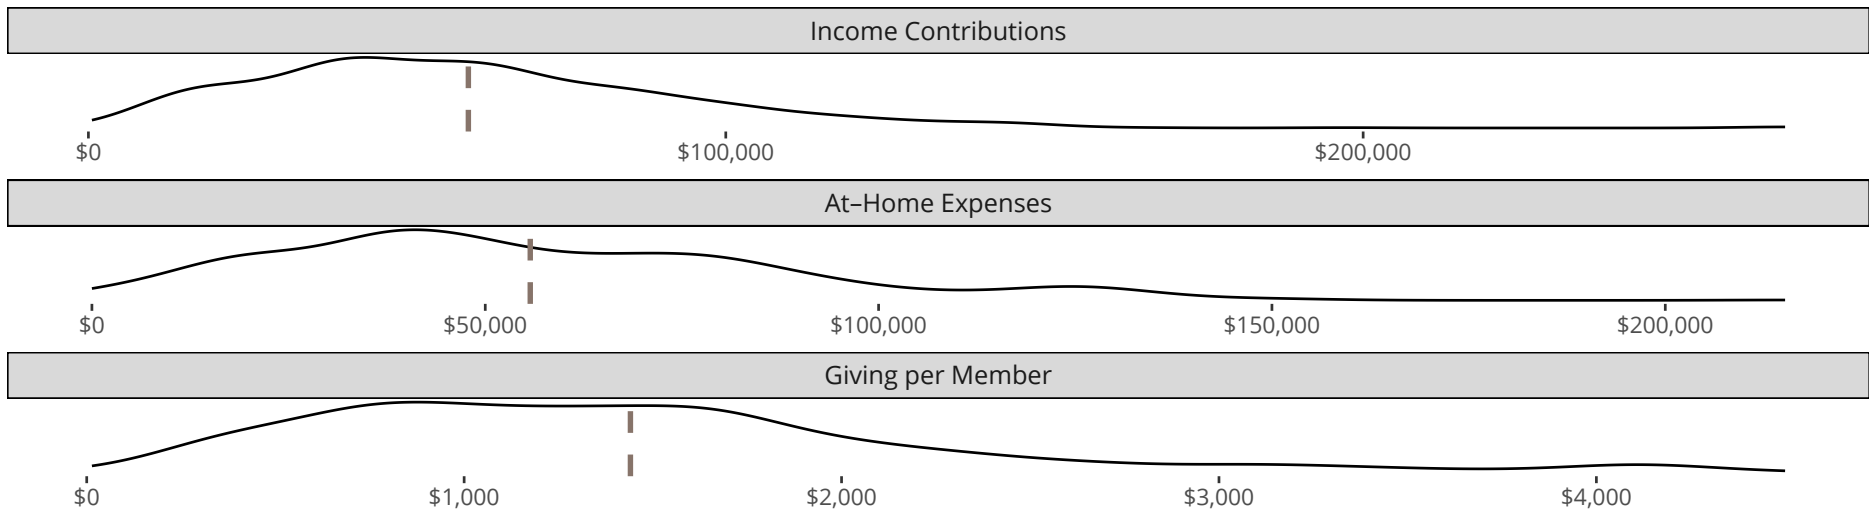 Income Contributions
$0 $100,000 $200,000
At–Home Expenses
$0 $50,000 $100,000 $150,000 $200,000
Giving per Member
$0 $1,000 $2,000 $3,000 $4,000